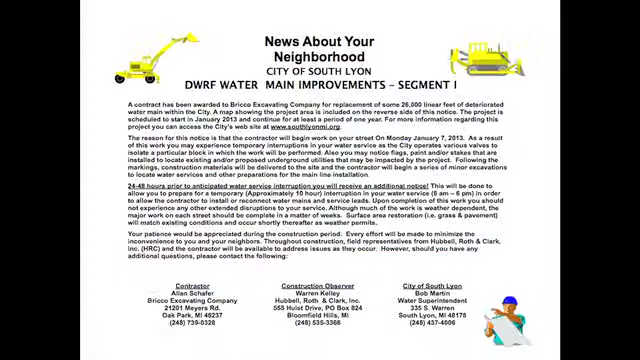 News About Your
Neighborhood
CITY OF SOUTH LYON
DWRF WATER MAIN IMPROVEMENTS – SEGMENT I
A contract has been awarded to Bricco Excavating Company for replacement of some 26,000 linear feet of deteriorated
water main within the City. A map showing the project area is included on the reverse side of this notice. The project is
scheduled to start in January 2013 and continue for at least a period of one year. For more information regarding this
project you can access the City's web site at www.southlyonmi.org.
The reason for this notice is that the contractor will begin work on your street On Monday January 7, 2013. As a result
of this work you may experience temporary interruptions in your water service as the City operates various valves to
isolate a particular block in which the work will be performed. Also you may notice flags, paint and/or stakes that are
installed to locate existing and/or proposed underground utilities that may be impacted by the project. Following the
markings, construction materials will be delivered to the site and the contractor will begin a series of minor excavations
to locate water services and other preparations for the main line installation.
24-48 hours prior to anticipated water service interruption you will receive an additional notice! This will be done to
allow you to prepare for a temporary (Approximately 10 hour) interruption in your water service (8 am – 6 pm) in order
to allow the contractor to install or reconnect water mains and service leads. Upon completion of this work you should
not experience any other extended disruptions to your service. Although much of the work is weather dependent, the
major work on each street should be complete in a matter of weeks. Surface area restoration (i.e. grass & pavement)
will match existing conditions and occur shortly thereafter as weather permits.
Your patience would be appreciated during the construction period. Every effort will be made to minimize the
inconvenience to you and your neighbors. Throughout construction, field representatives from Hubbell, Roth & Clark,
Inc. (HRC) and the contractor will be available to address issues as they occur. However, should you have any
additional questions, please contact the following:
Contractor
Allan Schafer
Bricco Excavating Company
21201 Meyers Rd.
Oak Park, MI 48237
(248) 739-0328
Construction Observer
Warren Kelley
Hubbell, Roth & Clark, Inc.
555 Hulet Drive, PO BOX 824
Bloomfield Hills, MI
(248) 535-3366
City of South Lyon
Bob Martin
Water Superintendent
335 S. Warren
South Lyon, MI 48178
(248) 437-4006